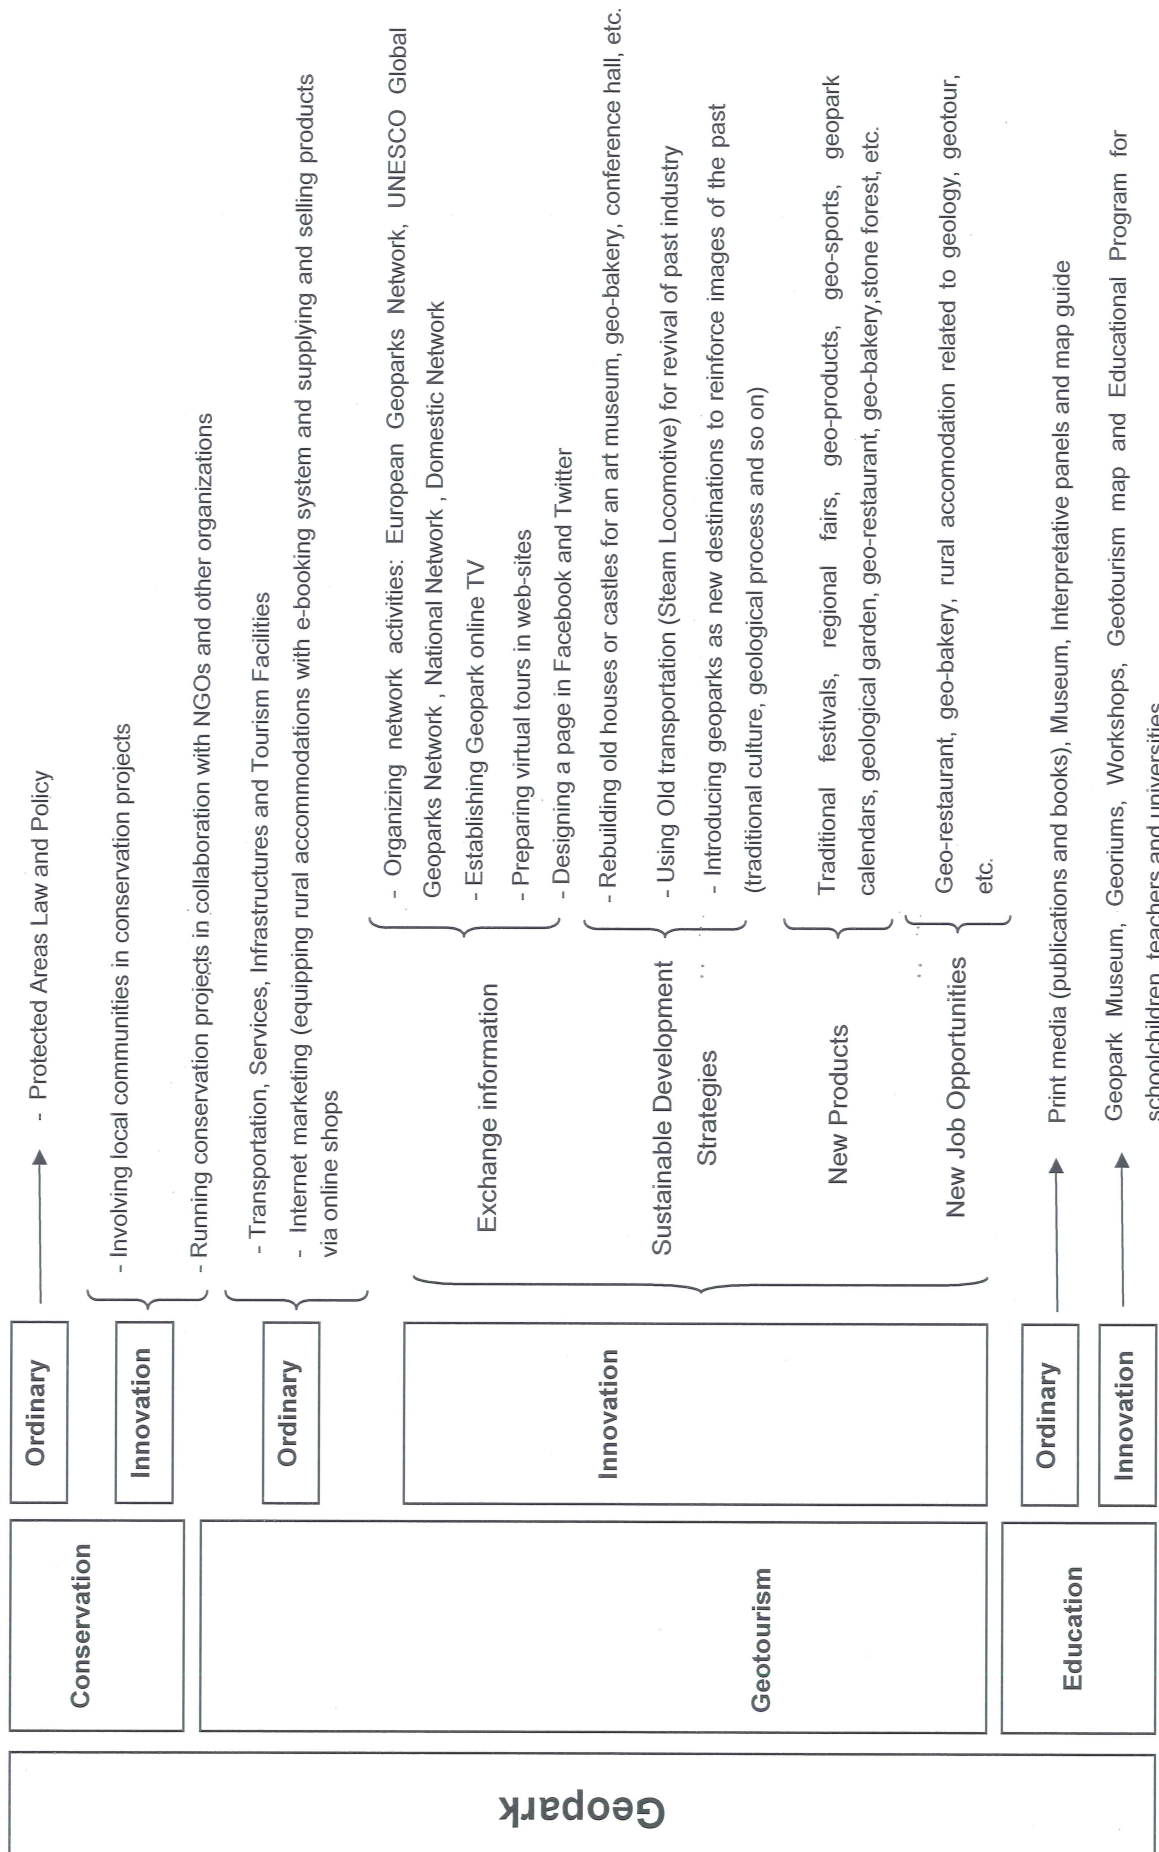 Geopark
Conservation
Ordinary
- Protected Areas Law and Policy
Innovation
- Involving local communities in conservation projects
- Running conservation projects in collaboration with NGOs and other organizations
Geotourism
Ordinary
- Transportation, Services, Infrastructures and Tourism Facilities
- Internet marketing (equipping rural accommodations with e-booking system and supplying and selling products
via online shops
Innovation
Exchange information
- Organizing network activities: European Geoparks Network, UNESCO Global
Geoparks Network , National Network , Domestic Network
- Establishing Geopark online TV
- Preparing virtual tours in web-sites
- Designing a page in Facebook and Twitter
Sustainable Development
Strategies
- Rebuilding old houses or castles for an art museum, geo-bakery, conference hall, etc.
- Using Old transportation (Steam Locomotive) for revival of past industry
- Introducing geoparks as new destinations to reinforce images of the past
(traditional culture, geological process and so on)
New Products
Traditional festivals, regional fairs, geo-products, geo-sports, geopark
calendars, geological garden, geo-restaurant, geo-bakery,stone forest, etc.
New Job Opportunities
Geo-restaurant, geo-bakery, rural accomodation related to geology, geotour,
etc.
Education
Ordinary
Print media (publications and books), Museum, Interpretative panels and map guide
Innovation
Geopark Museum, Georiums, Workshops, Geotourism map and Educational Program for
schoolchildren, teachers and universities